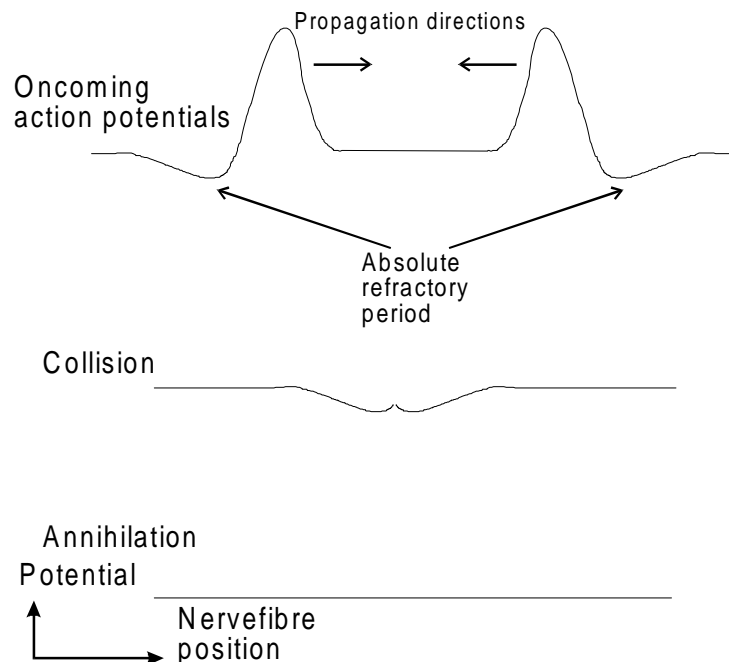 Propagation directions
Oncoming
action potentials
Absolute
refractory
period
Collision
Annihilation
Potential
Nervefibre
position